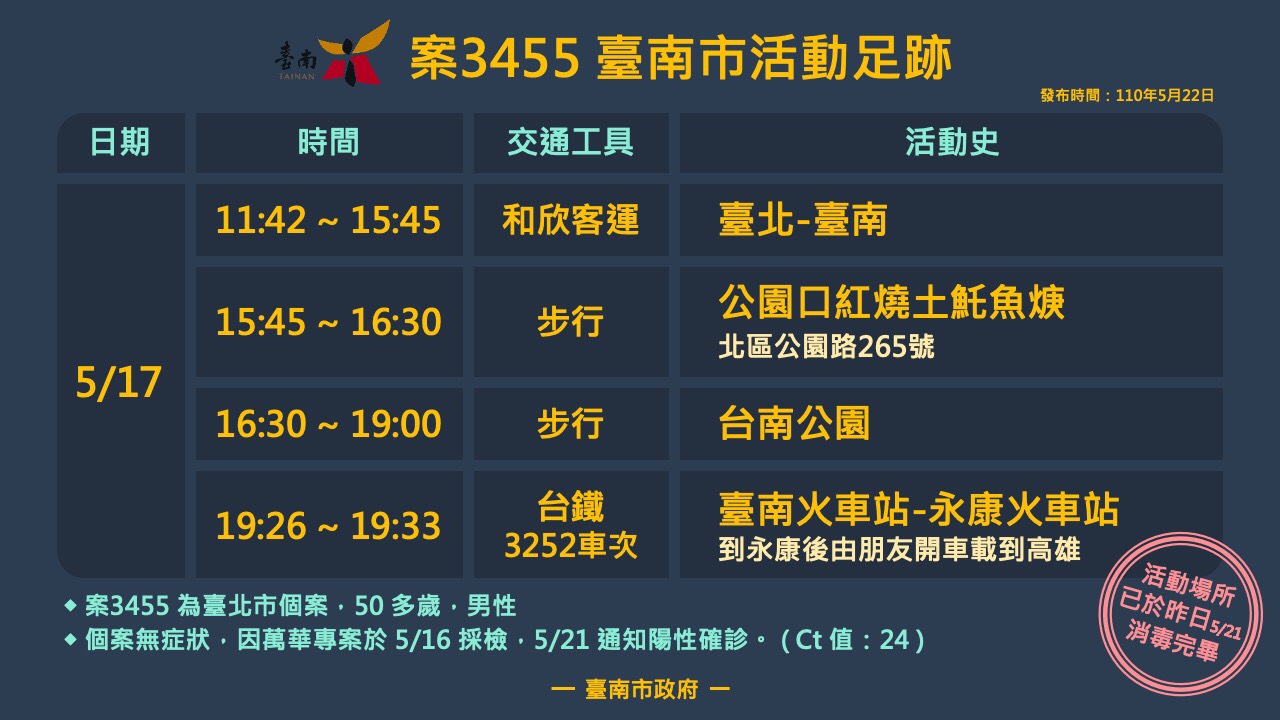 臺南
TAINAN
案3455 臺南市活動足跡
發布時間：110年5月22日
日期 時間 交通工具 活動史
5/17
11:42 ~ 15:45 和欣客運 臺北-臺南
15:45 ~ 16:30 步行 公園口紅燒土魠魚焿
北區公園路265號
16:30 ~ 19:00 步行 台南公園
19:26 ~ 19:33 台鐵 3252車次 臺南火車站-永康火車站
到永康後由朋友開車載到高雄
活動場所
已於昨日5/21
消毒完畢
◆ 案3455 為臺北市個案，50 多歲，男性
◆ 個案無症狀，因萬華專案於 5/16 採檢，5/21 通知陽性確診。（Ct 值：24）
— 臺南市政府 —